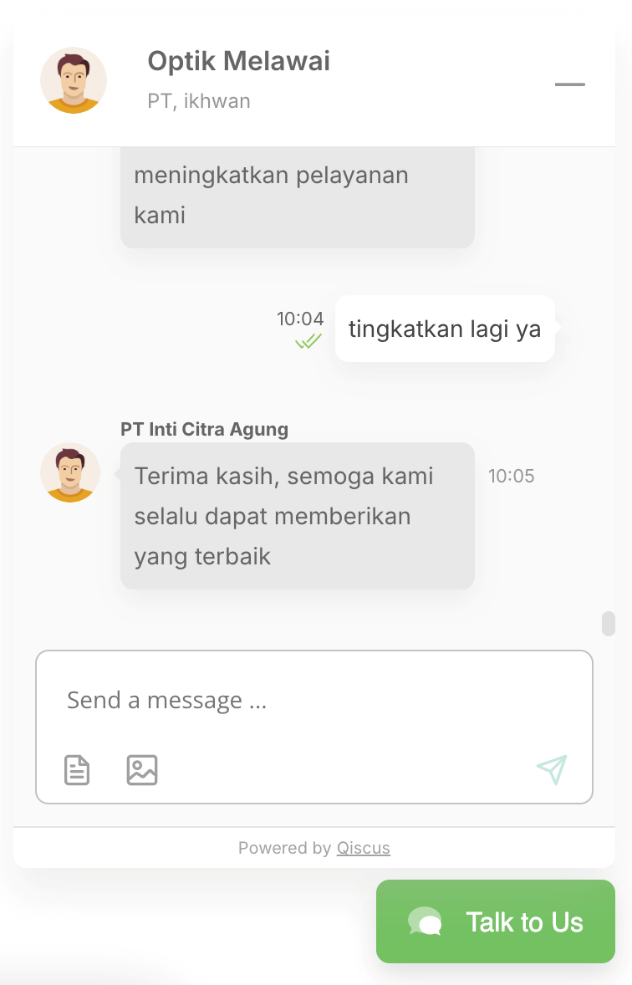 Optik Melawai
PT, ikhwan
meningkatkan pelayanan
kami
10:04
tingkatkan lagi ya
PT Inti Citra Agung
Terima kasih, semoga kami
selalu dapat memberikan
yang terbaik
10:05
Send a message ...
Powered by Qiscus
Talk to Us